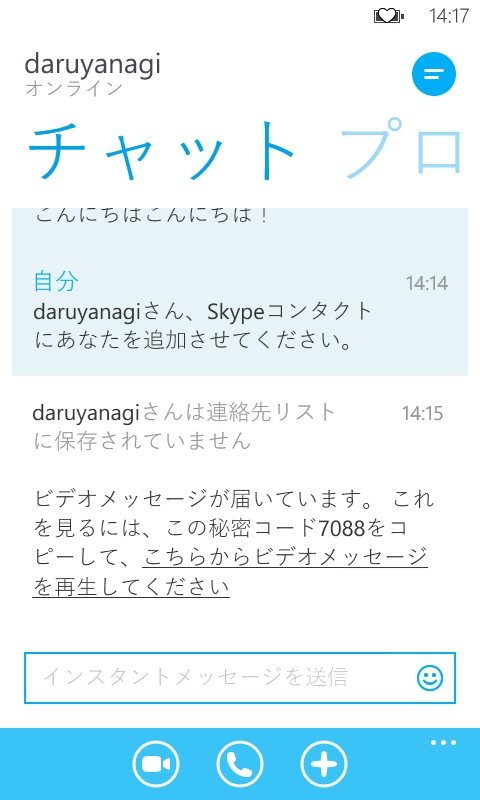 14:17
daruyanagi
オンライン
チャット プロ
こんにちはこんにちは！
自分 14:14
daruyanagiさん、Skypeコンタクト
にあなたを追加させてください。
daruyanagiさんは連絡先リスト 14:15
に保存されていません
ビデオメッセージが届いています。 これ
を見るには、この秘密コード7088をコ
ピーして、こちらからビデオメッセージ
を再生してください
インスタントメッセージを送信